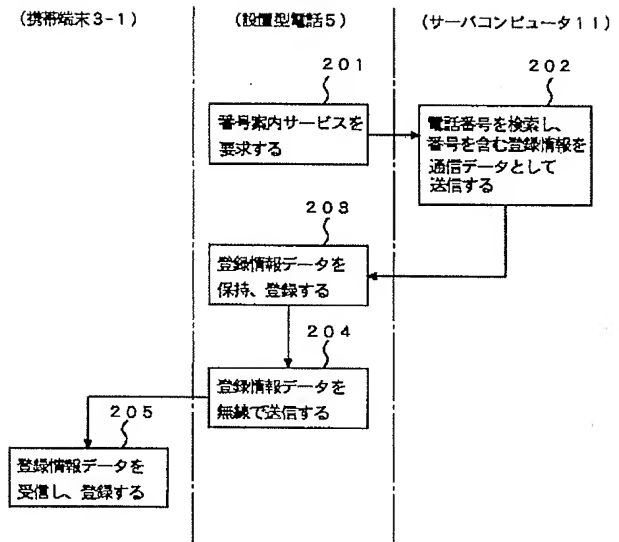 (携帯端末3-1)
(設置型電話5)
(サーバコンピュータ11)
201
202
番号案内サービスを
要求する
電話番号を検索し、
番号を含む登録情報を
通信データとして
送信する
203
登録情報データを
保持、登録する
204
登録情報データを
無線で送信する
205
登録情報データを
受信し、登録する